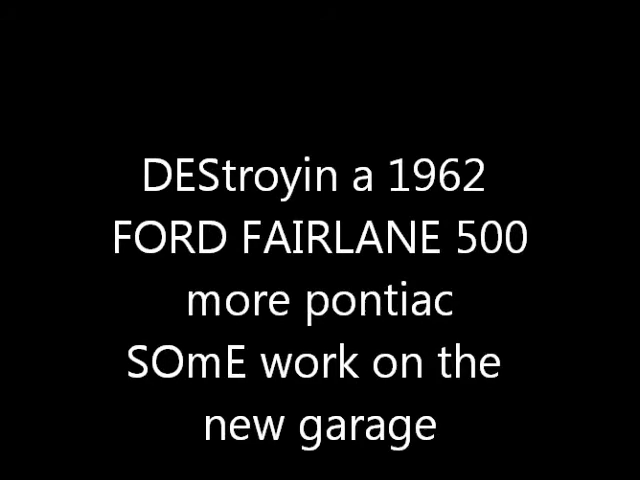 DEStroyin a 1962
FORD FAIRLANE 500
more pontiac
SOmE work on the
new garage